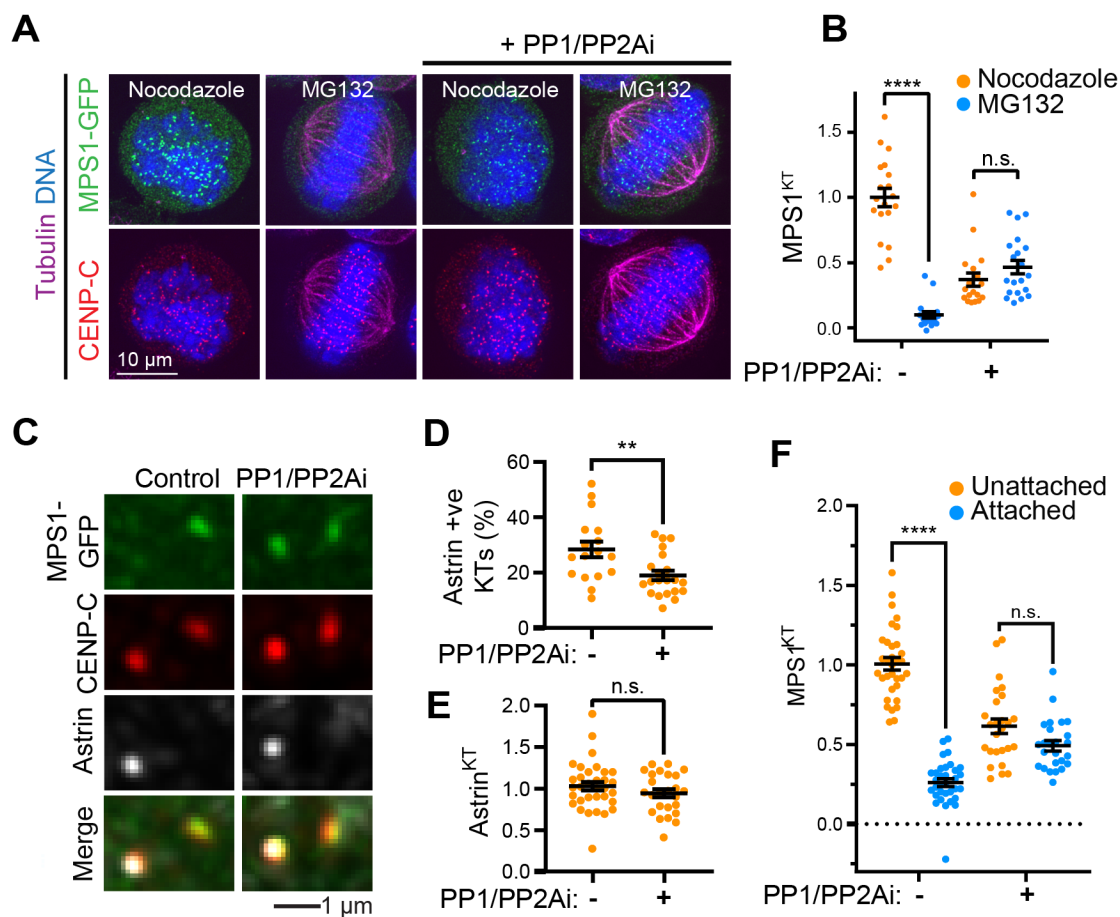 A
+ PP1/PP2Ai
Nocodazole
MG132
Nocodazole
MG132
Tubulin DNA
MPS1-GFP
CENP-C
10 µm
B
Nocodazole
MG132
****
n.s.
MPS1KT
1.5
1.0
0.5
0.0
PP1/PP2Ai: - +
C
Control PP1/PP2Ai
MPS1-
GFP
CENP-C
Astrin
Merge
1 µm
D
**
Astrin +ve
KTs (%)
60
40
20
0
PP1/PP2Ai: - +
E
n.s.
AstrinKT
2.0
1.5
1.0
0.5
0.0
PP1/PP2Ai: - +
F
Unattached
Attached
****
n.s.
MPS1KT
2.0
1.5
1.0
0.5
0.0
PP1/PP2Ai: - +